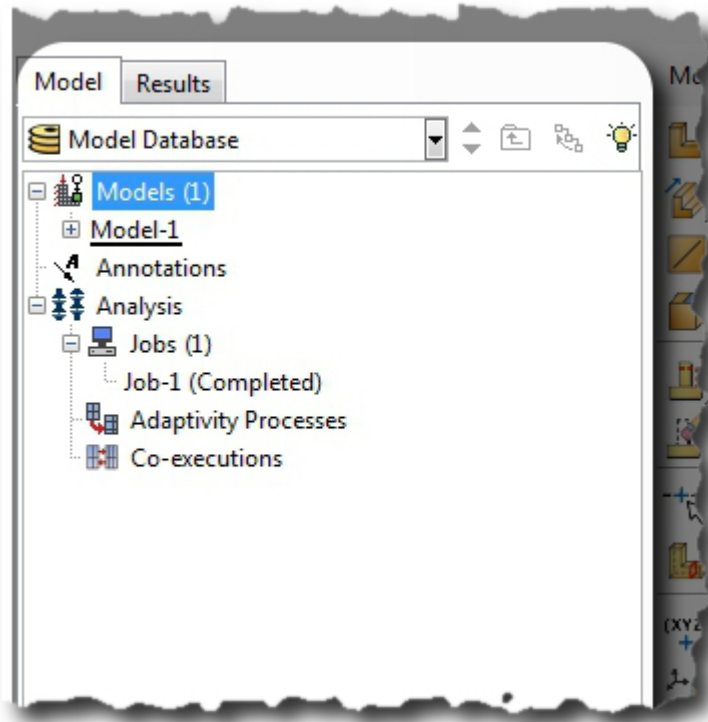 Model Results
Model Database
Models (1)
Model-1
Annotations
Analysis
Jobs (1)
Job-1 (Completed)
Adaptivity Processes
Co-executions